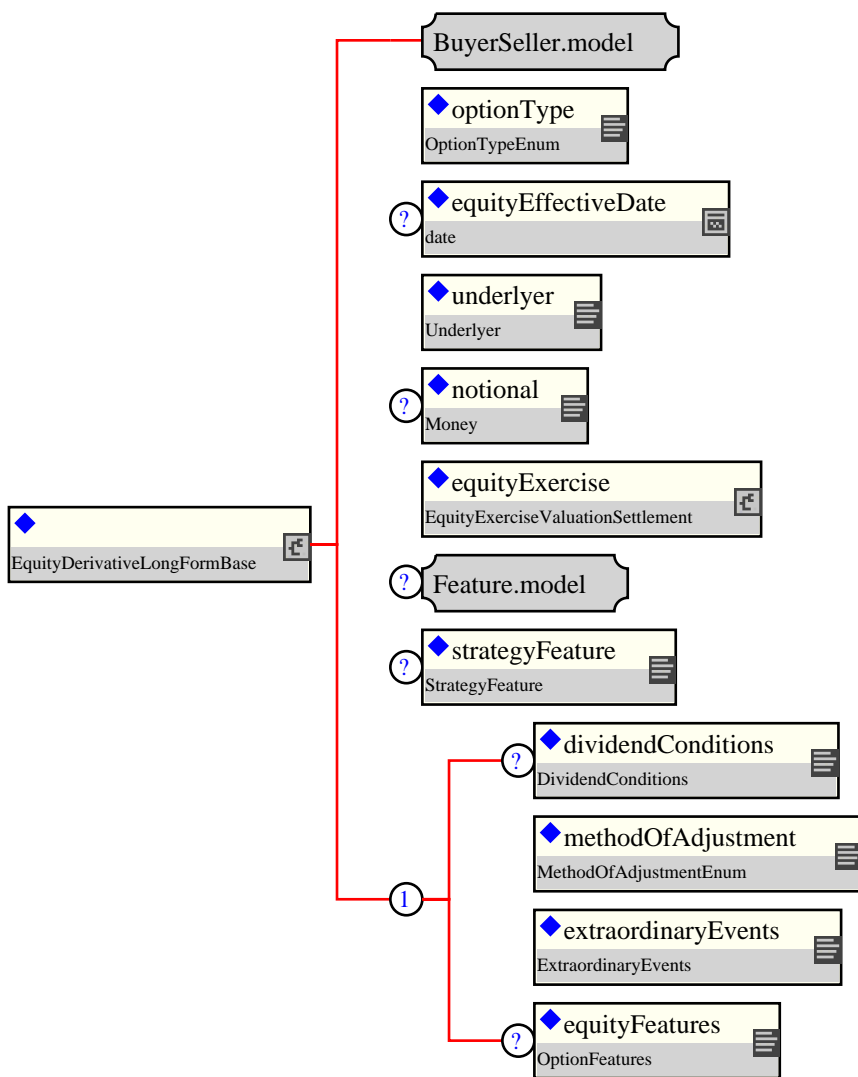 BuyerSeller.model
optionType
OptionTypeEnum
?
equityEffectiveDate
date
underlyer
Underlyer
?
notional
Money
equityExercise
EquityExerciseValuationSettlement
EquityDerivativeLongFormBase
?
Feature.model
?
strategyFeature
StrategyFeature
?
dividendConditions
DividendConditions
methodOfAdjustment
MethodOfAdjustmentEnum
1
extraordinaryEvents
ExtraordinaryEvents
?
equityFeatures
OptionFeatures